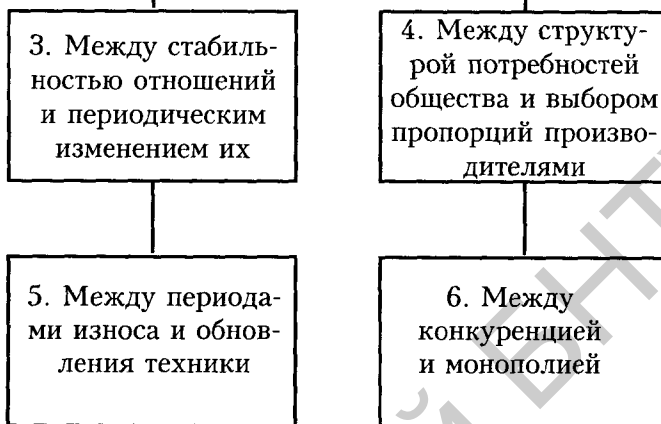 3. Между стабиль-
ностью отношений
и периодическим
изменением их
4. Между структу-
рой потребностей
общества и выбором
пропорций произво-
дителями
5. Между периода-
ми износа и обнов-
ления техники
6. Между
конкуренцией
и монополией